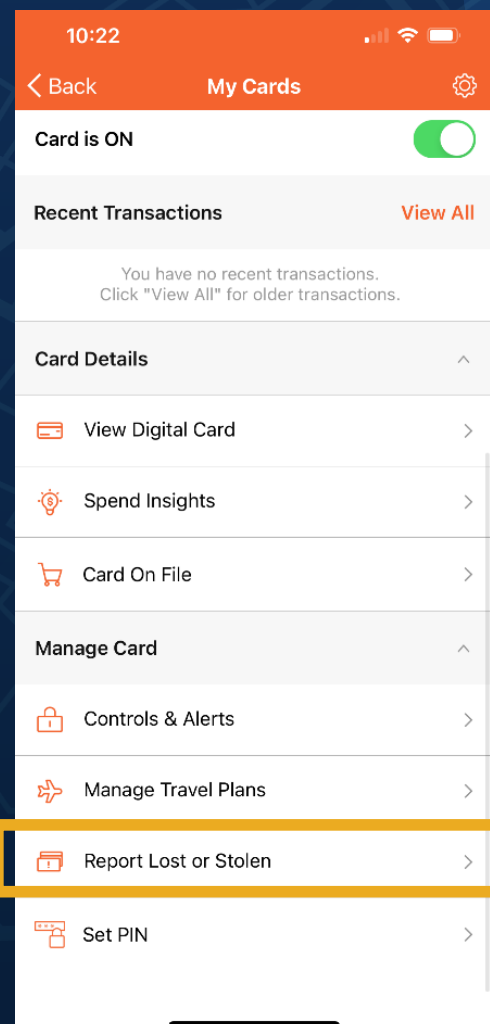 10:22
Back
My Cards
Card is ON
Recent Transactions
View All
You have no recent transactions.
Click "View All" for older transactions.
Card Details
View Digital Card
Spend Insights
Card On File
Manage Card
Controls & Alerts
Manage Travel Plans
Report Lost or Stolen
Set PIN